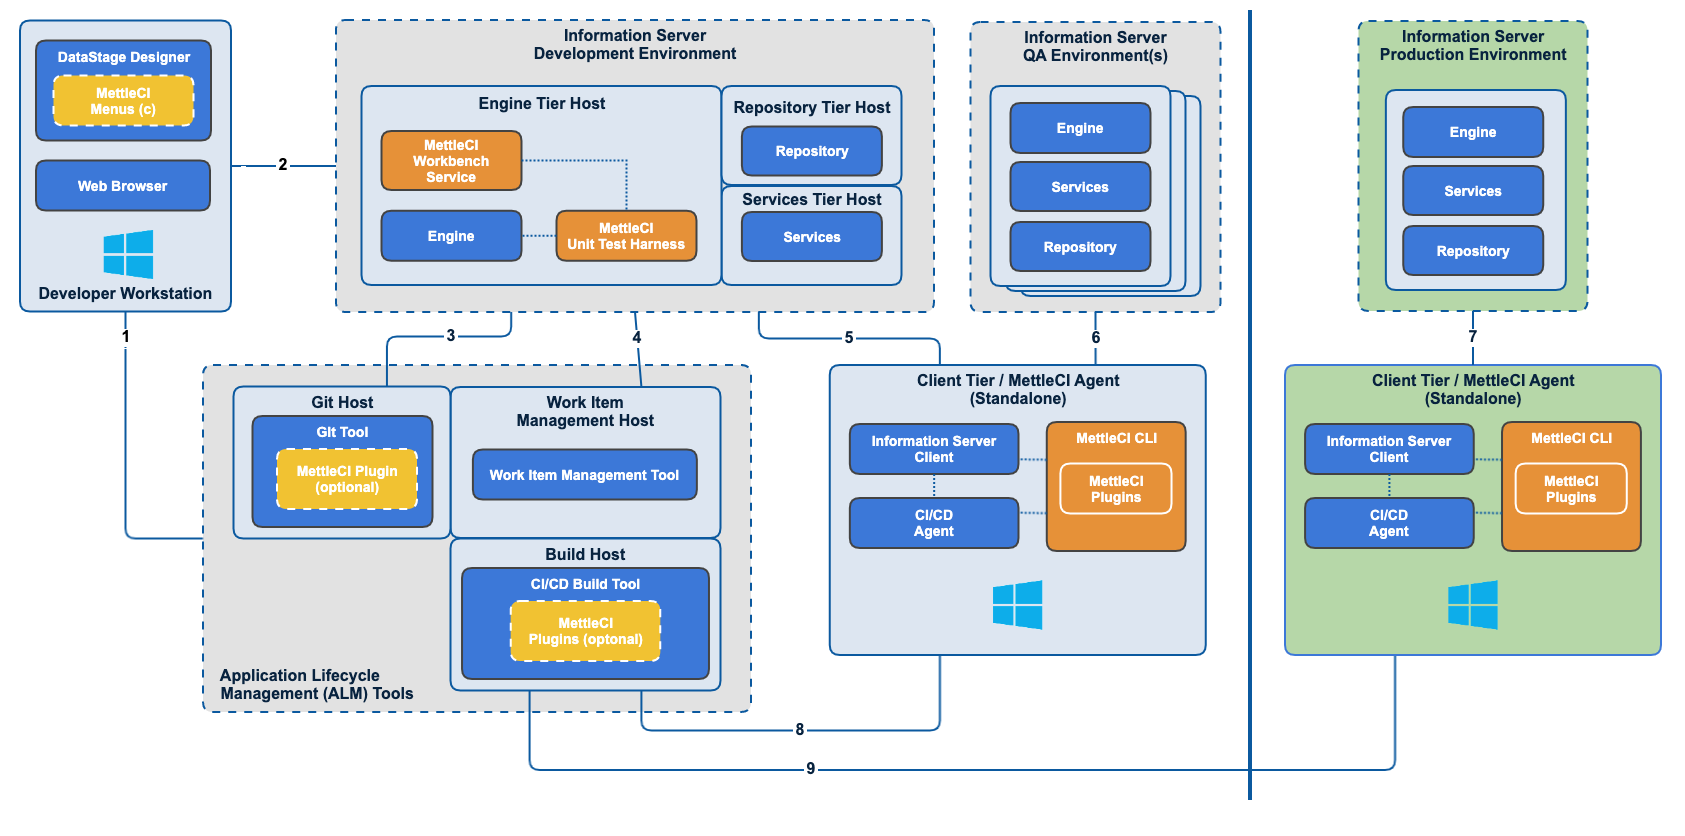 DataStage Designer
MettleCI
Menus (c)
Web Browser
Developer Workstation
1
2
Information Server
Development Environment
Engine Tier Host
MettleCI
Workbench
Service
Engine
MettleCI
Unit Test Harness
Repository Tier Host
Repository
Services Tier Host
Services
Information Server
QA Environment(s)
Engine
Services
Repository
Information Server
Production Environment
Engine
Services
Repository
3
4
5
6
7
Git Host
GIt Tool
MettleCI Plugin
(optional)
Work Item
Management Host
Work Item Management Tool
Build Host
CI/CD Build Tool
MettleCI
Plugins (optonal)
Application Lifecycle
Management (ALM) Tools
Client Tier / MettleCI Agent
(Standalone)
Information Server
Client
CI/CD
Agent
MettleCI CLI
MettleCI
Plugins
Client Tier / MettleCI Agent
(Standalone)
Information Server
Client
CI/CD
Agent
MettleCI CLI
MettleCI
Plugins
8
9